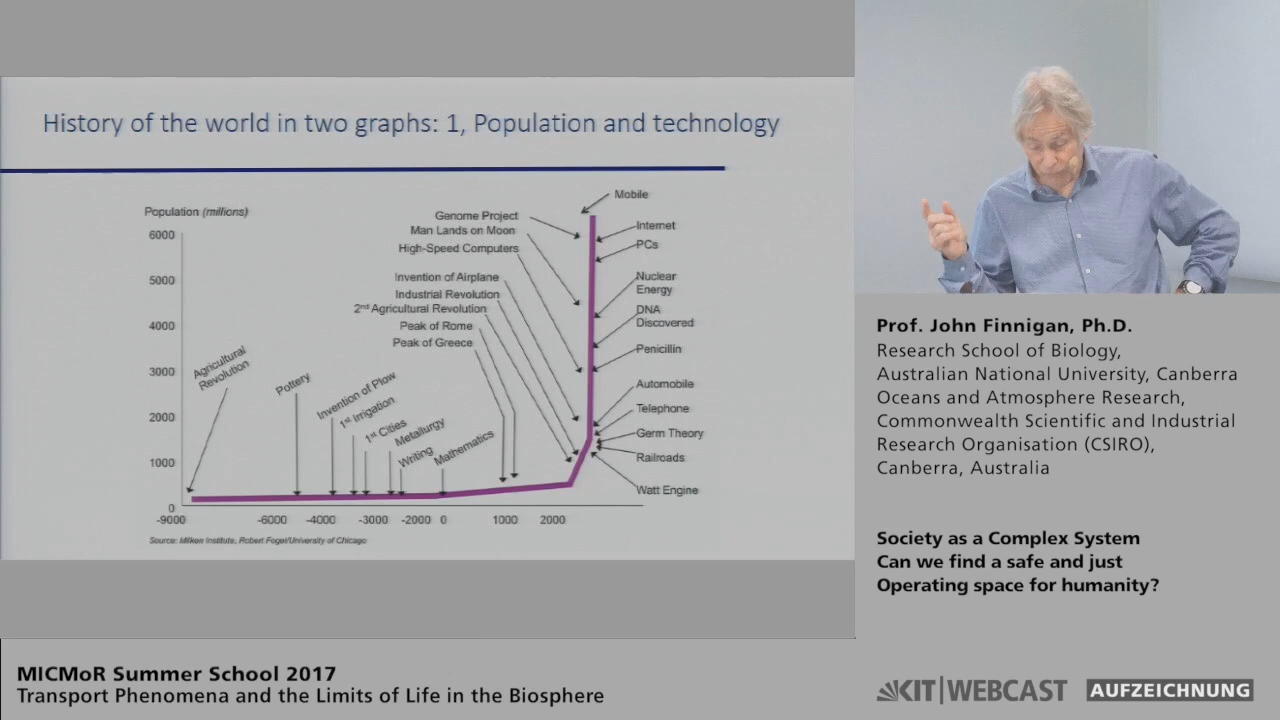 History of the world in two graphs: 1, Population and technology
Population (millions)
6000
5000
4000
3000
2000
1000
0
-9000
-6000
-4000
-3000
-2000
0
1000
2000
Agricultural
Revolution
Pottery
Invention of Plow
1st Irrigation
1st Cities
Metallurgy
Writing
Mathematics
Genome Project
Man Lands on Moon
High-Speed Computers
Invention of Airplane
Industrial Revolution
2nd Agricultural Revolution
Peak of Rome
Peak of Greece
Mobile
Internet
PCs
Nuclear
Energy
DNA
Discovered
Penicillin
Automobile
Telephone
Germ Theory
Railroads
Watt Engine
Source: Milken Institute, Robert Fogel/University of Chicago
Prof. John Finnigan, Ph.D.
Research School of Biology,
Australian National University, Canberra
Oceans and Atmosphere Research,
Commonwealth Scientific and Industrial
Research Organisation (CSIRO),
Canberra, Australia
Society as a Complex System
Can we find a safe and just
Operating space for humanity?
MICMoR Summer School 2017
Transport Phenomena and the Limits of Life in the Biosphere
KIT|WEBCAST
AUFZEICHNUNG